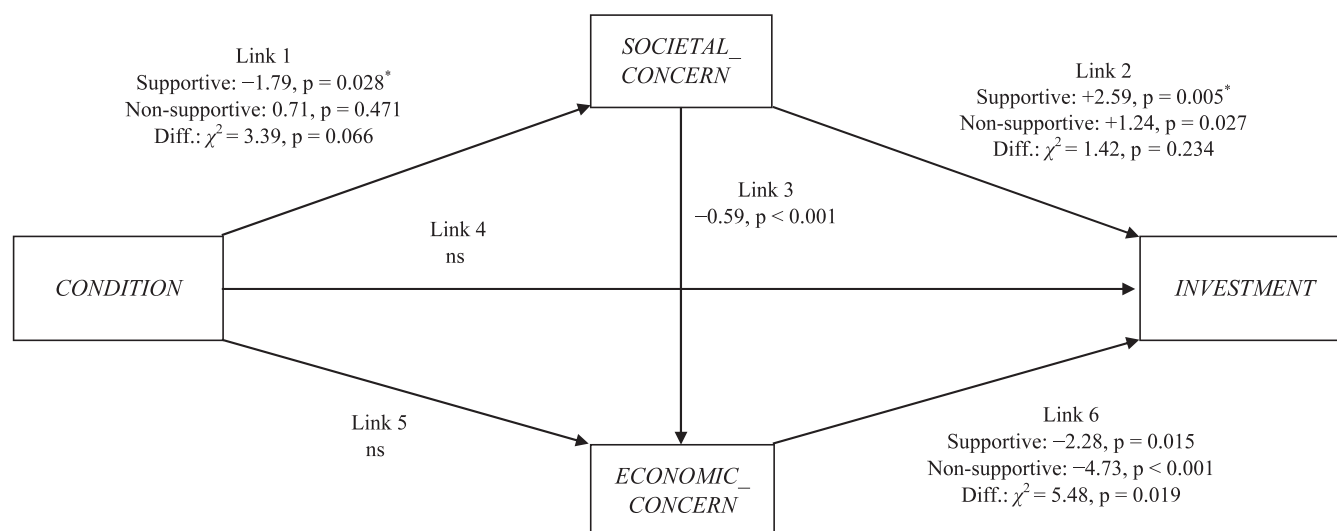 Link 1
Supportive: −1.79, p = 0.028*
Non-supportive: 0.71, p = 0.471
Diff.: χ² = 3.39, p = 0.066
SOCIETAL_
CONCERN
Link 2
Supportive: +2.59, p = 0.005*
Non-supportive: +1.24, p = 0.027
Diff.: χ² = 1.42, p = 0.234
Link 3
−0.59, p < 0.001
Link 4
ns
CONDITION
INVESTMENT
Link 5
ns
ECONOMIC_
CONCERN
Link 6
Supportive: −2.28, p = 0.015
Non-supportive: −4.73, p < 0.001
Diff.: χ² = 5.48, p = 0.019